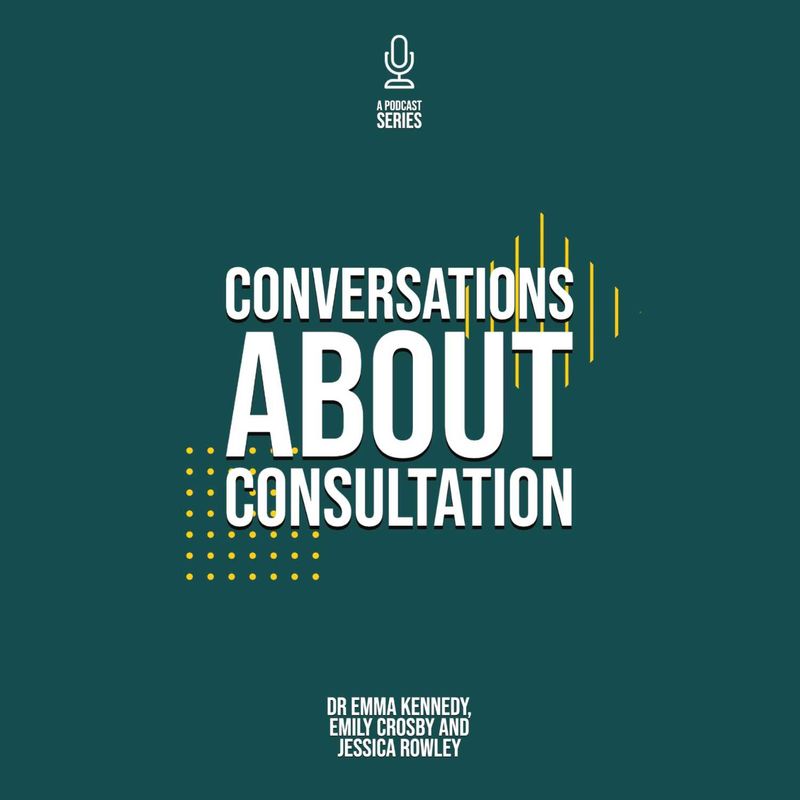 A PODCAST
SERIES
CONVERSATIONS
ABOUT
CONSULTATION
DR EMMA KENNEDY,
EMILY CROSBY AND
JESSICA ROWLEY